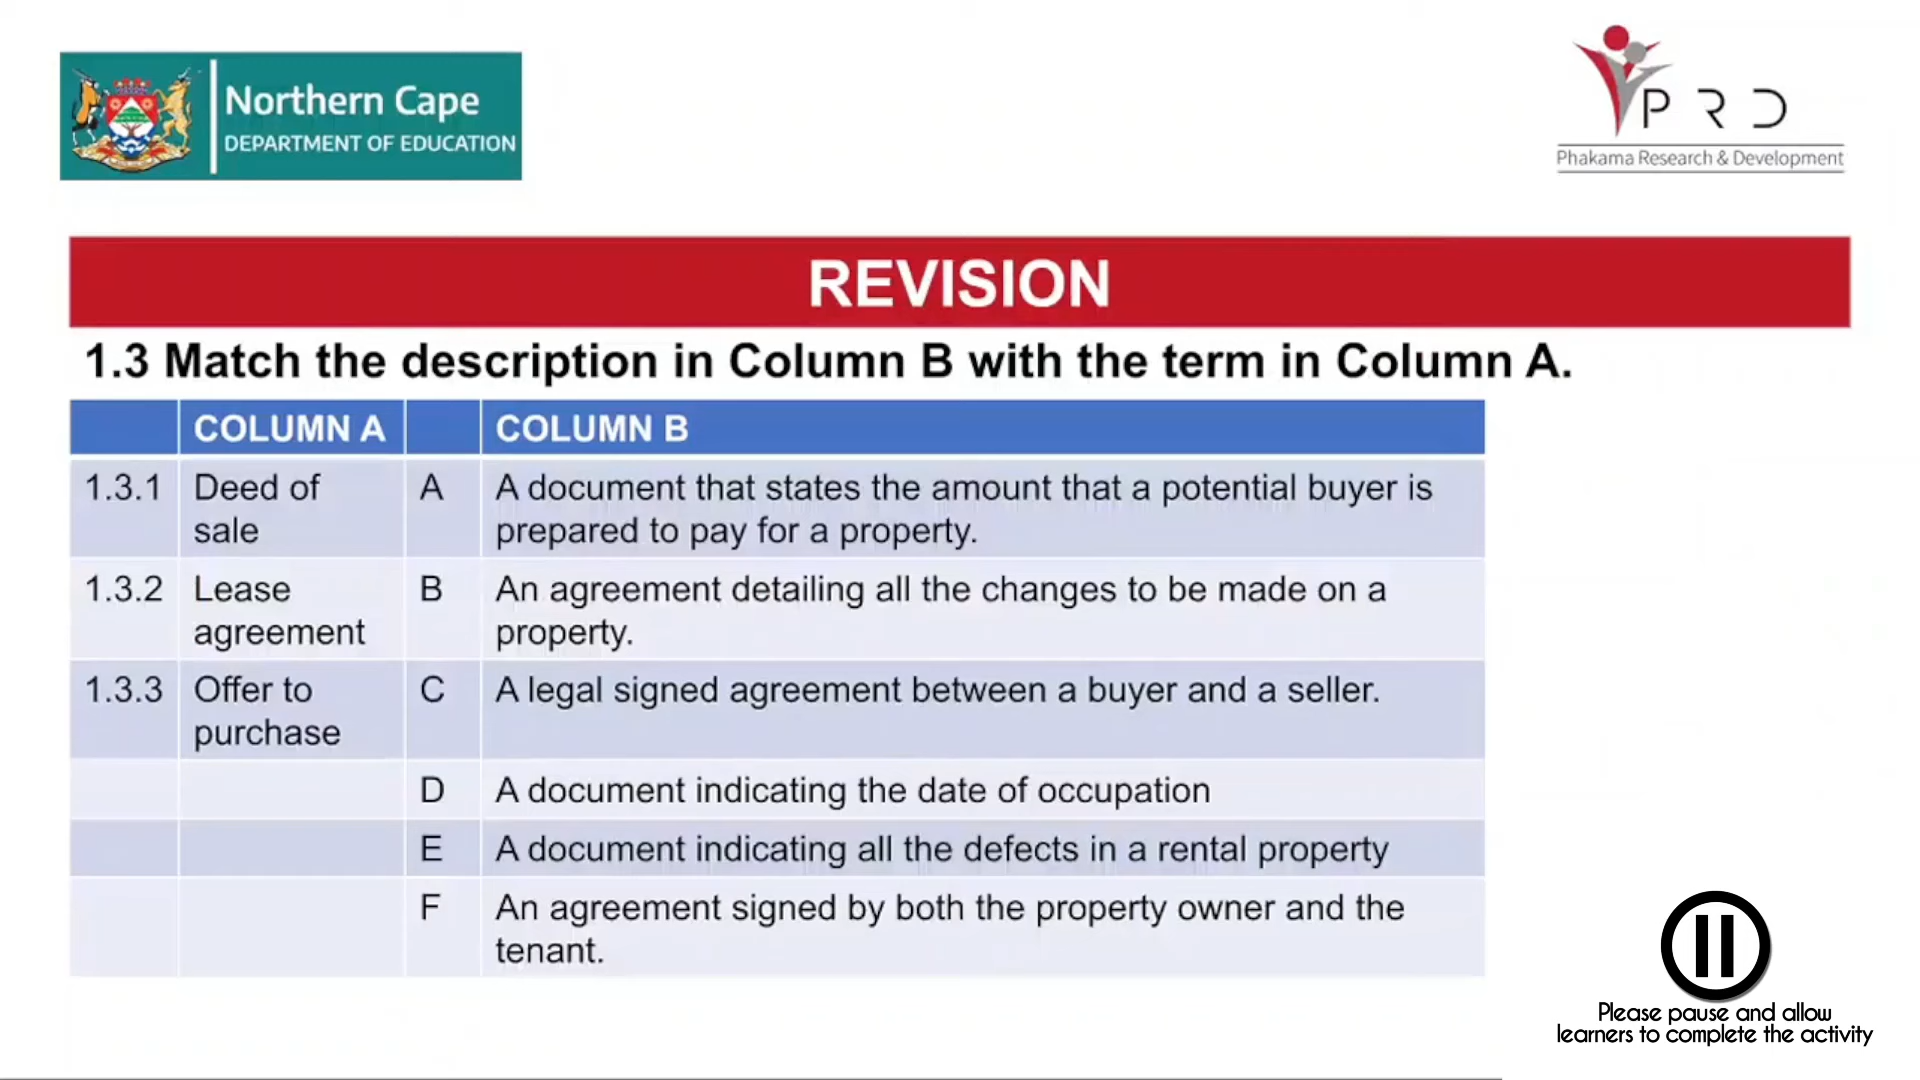 Northern Cape
DEPARTMENT OF EDUCATION
P R D
Phakama Research & Development
REVISION
1.3 Match the description in Column B with the term in Column A.
COLUMN A COLUMN B
1.3.1 Deed of sale A A document that states the amount that a potential buyer is
prepared to pay for a property.
1.3.2 Lease agreement B An agreement detailing all the changes to be made on a
property.
1.3.3 Offer to purchase C A legal signed agreement between a buyer and a seller.
D A document indicating the date of occupation
E A document indicating all the defects in a rental property
F An agreement signed by both the property owner and the
tenant.
Please pause and allow
learners to complete the activity